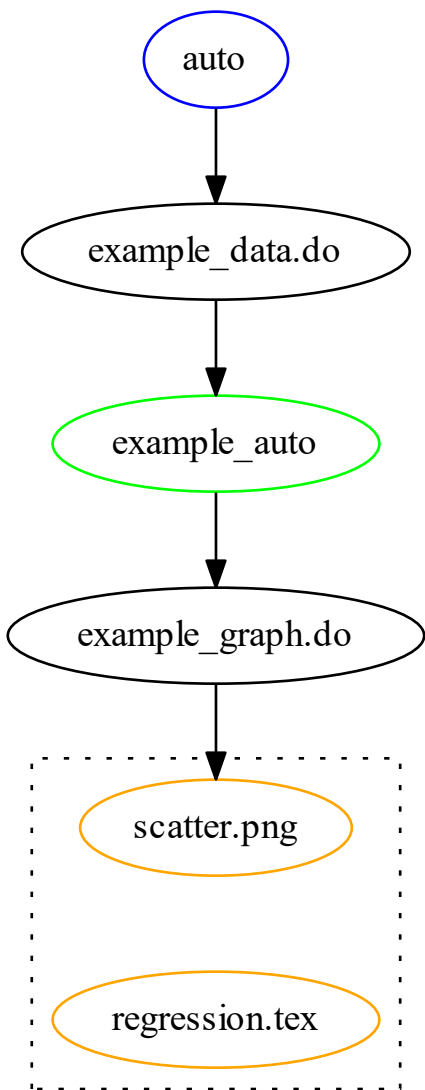 auto
example_data.do
example_auto
example_graph.do
scatter.png
regression.tex